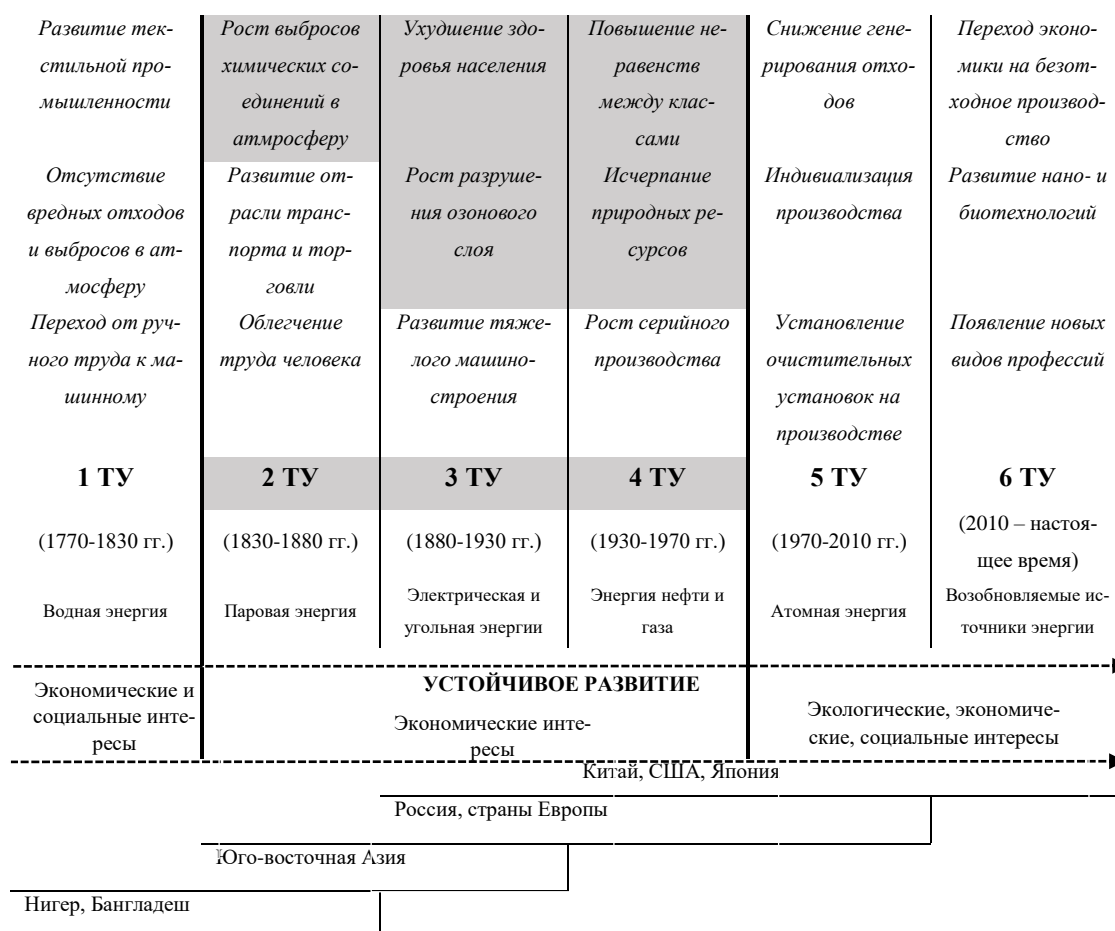 Развитие тек-
стильной про-
мышленности
Рост выбросов
химических со-
единений в
атмросферу
Ухудшение здо-
ровья населения
Повышение не-
равенств
между клас-
сами
Снижение гене-
рирования отхо-
дов
Переход эконо-
мики на безот-
ходное производ-
ство
Отсутствие
вредных отходов
и выбросов в ат-
мосферу
Развитие от-
расли транс-
порта и тор-
говли
Рост разруше-
ния озонового
слоя
Исчерпание
природных ре-
сурсов
Индивиализация
производства
Развитие нано- и
биотехнологий
Переход от руч-
ного труда к ма-
шинному
Облегчение
труда человека
Развитие тяже-
лого машино-
строения
Рост серийного
производства
Установление
очистительных
установок на
производстве
Появление новых
видов профессий
1 ТУ
2 ТУ
3 ТУ
4 ТУ
5 ТУ
6 ТУ
(1770-1830 гг.)
(1830-1880 гг.)
(1880-1930 гг.)
(1930-1970 гг.)
(1970-2010 гг.)
(2010 – настоя-
щее время)
Водная энергия
Паровая энергия
Электрическая и
угольная энергии
Энергия нефти и
газа
Атомная энергия
Возобновляемые ис-
точники энергии
УСТОЙЧИВОЕ РАЗВИТИЕ
Экономические и
социальные инте-
ресы
Экономические инте-
ресы
Экологические, экономиче-
ские, социальные интересы
Китай, США, Япония
Россия, страны Европы
Юго-восточная Азия
Нигер, Бангладеш